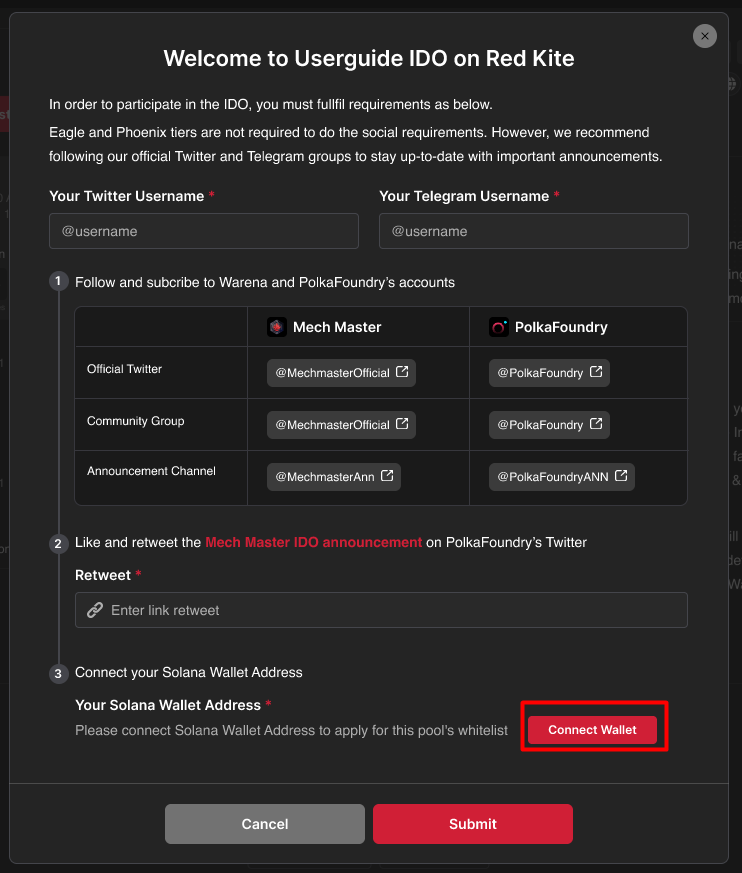 Welcome to Userguide IDO on Red Kite
In order to participate in the IDO, you must fullfil requirements as below.
Eagle and Phoenix tiers are not required to do the social requirements. However, we recommend
following our official Twitter and Telegram groups to stay up-to-date with important announcements.
Your Twitter Username * Your Telegram Username *
@username @username
1 Follow and subcribe to Warena and PolkaFoundry's accounts
Mech Master PolkaFoundry
Official Twitter @MechmasterOfficial @PolkaFoundry
Community Group @MechmasterOfficial @PolkaFoundry
Announcement Channel @MechmasterAnn @PolkaFoundryANN
2 Like and retweet the Mech Master IDO announcement on PolkaFoundry's Twitter
Retweet *
Enter link retweet
3 Connect your Solana Wallet Address
Your Solana Wallet Address *
Please connect Solana Wallet Address to apply for this pool's whitelist Connect Wallet
Cancel Submit